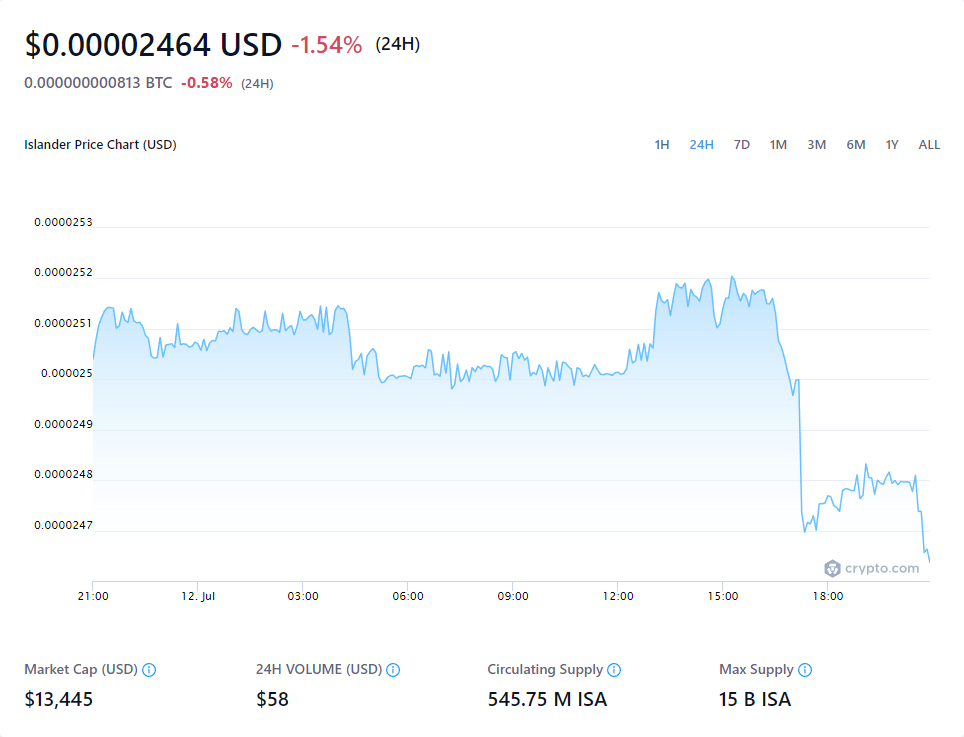 $0.00002464 USD -1.54% (24H)
0.000000000813 BTC -0.58% (24H)
Islander Price Chart (USD) 1H 24H 7D 1M 3M 6M 1Y ALL
0.0000253
0.0000252
0.0000251
0.000025
0.0000249
0.0000248
0.0000247
crypto.com
21:00 12. Jul 03:00 06:00 09:00 12:00 15:00 18:00
Market Cap (USD) 24H VOLUME (USD) Circulating Supply Max Supply
$13,445 $58 545.75 M ISA 15 B ISA